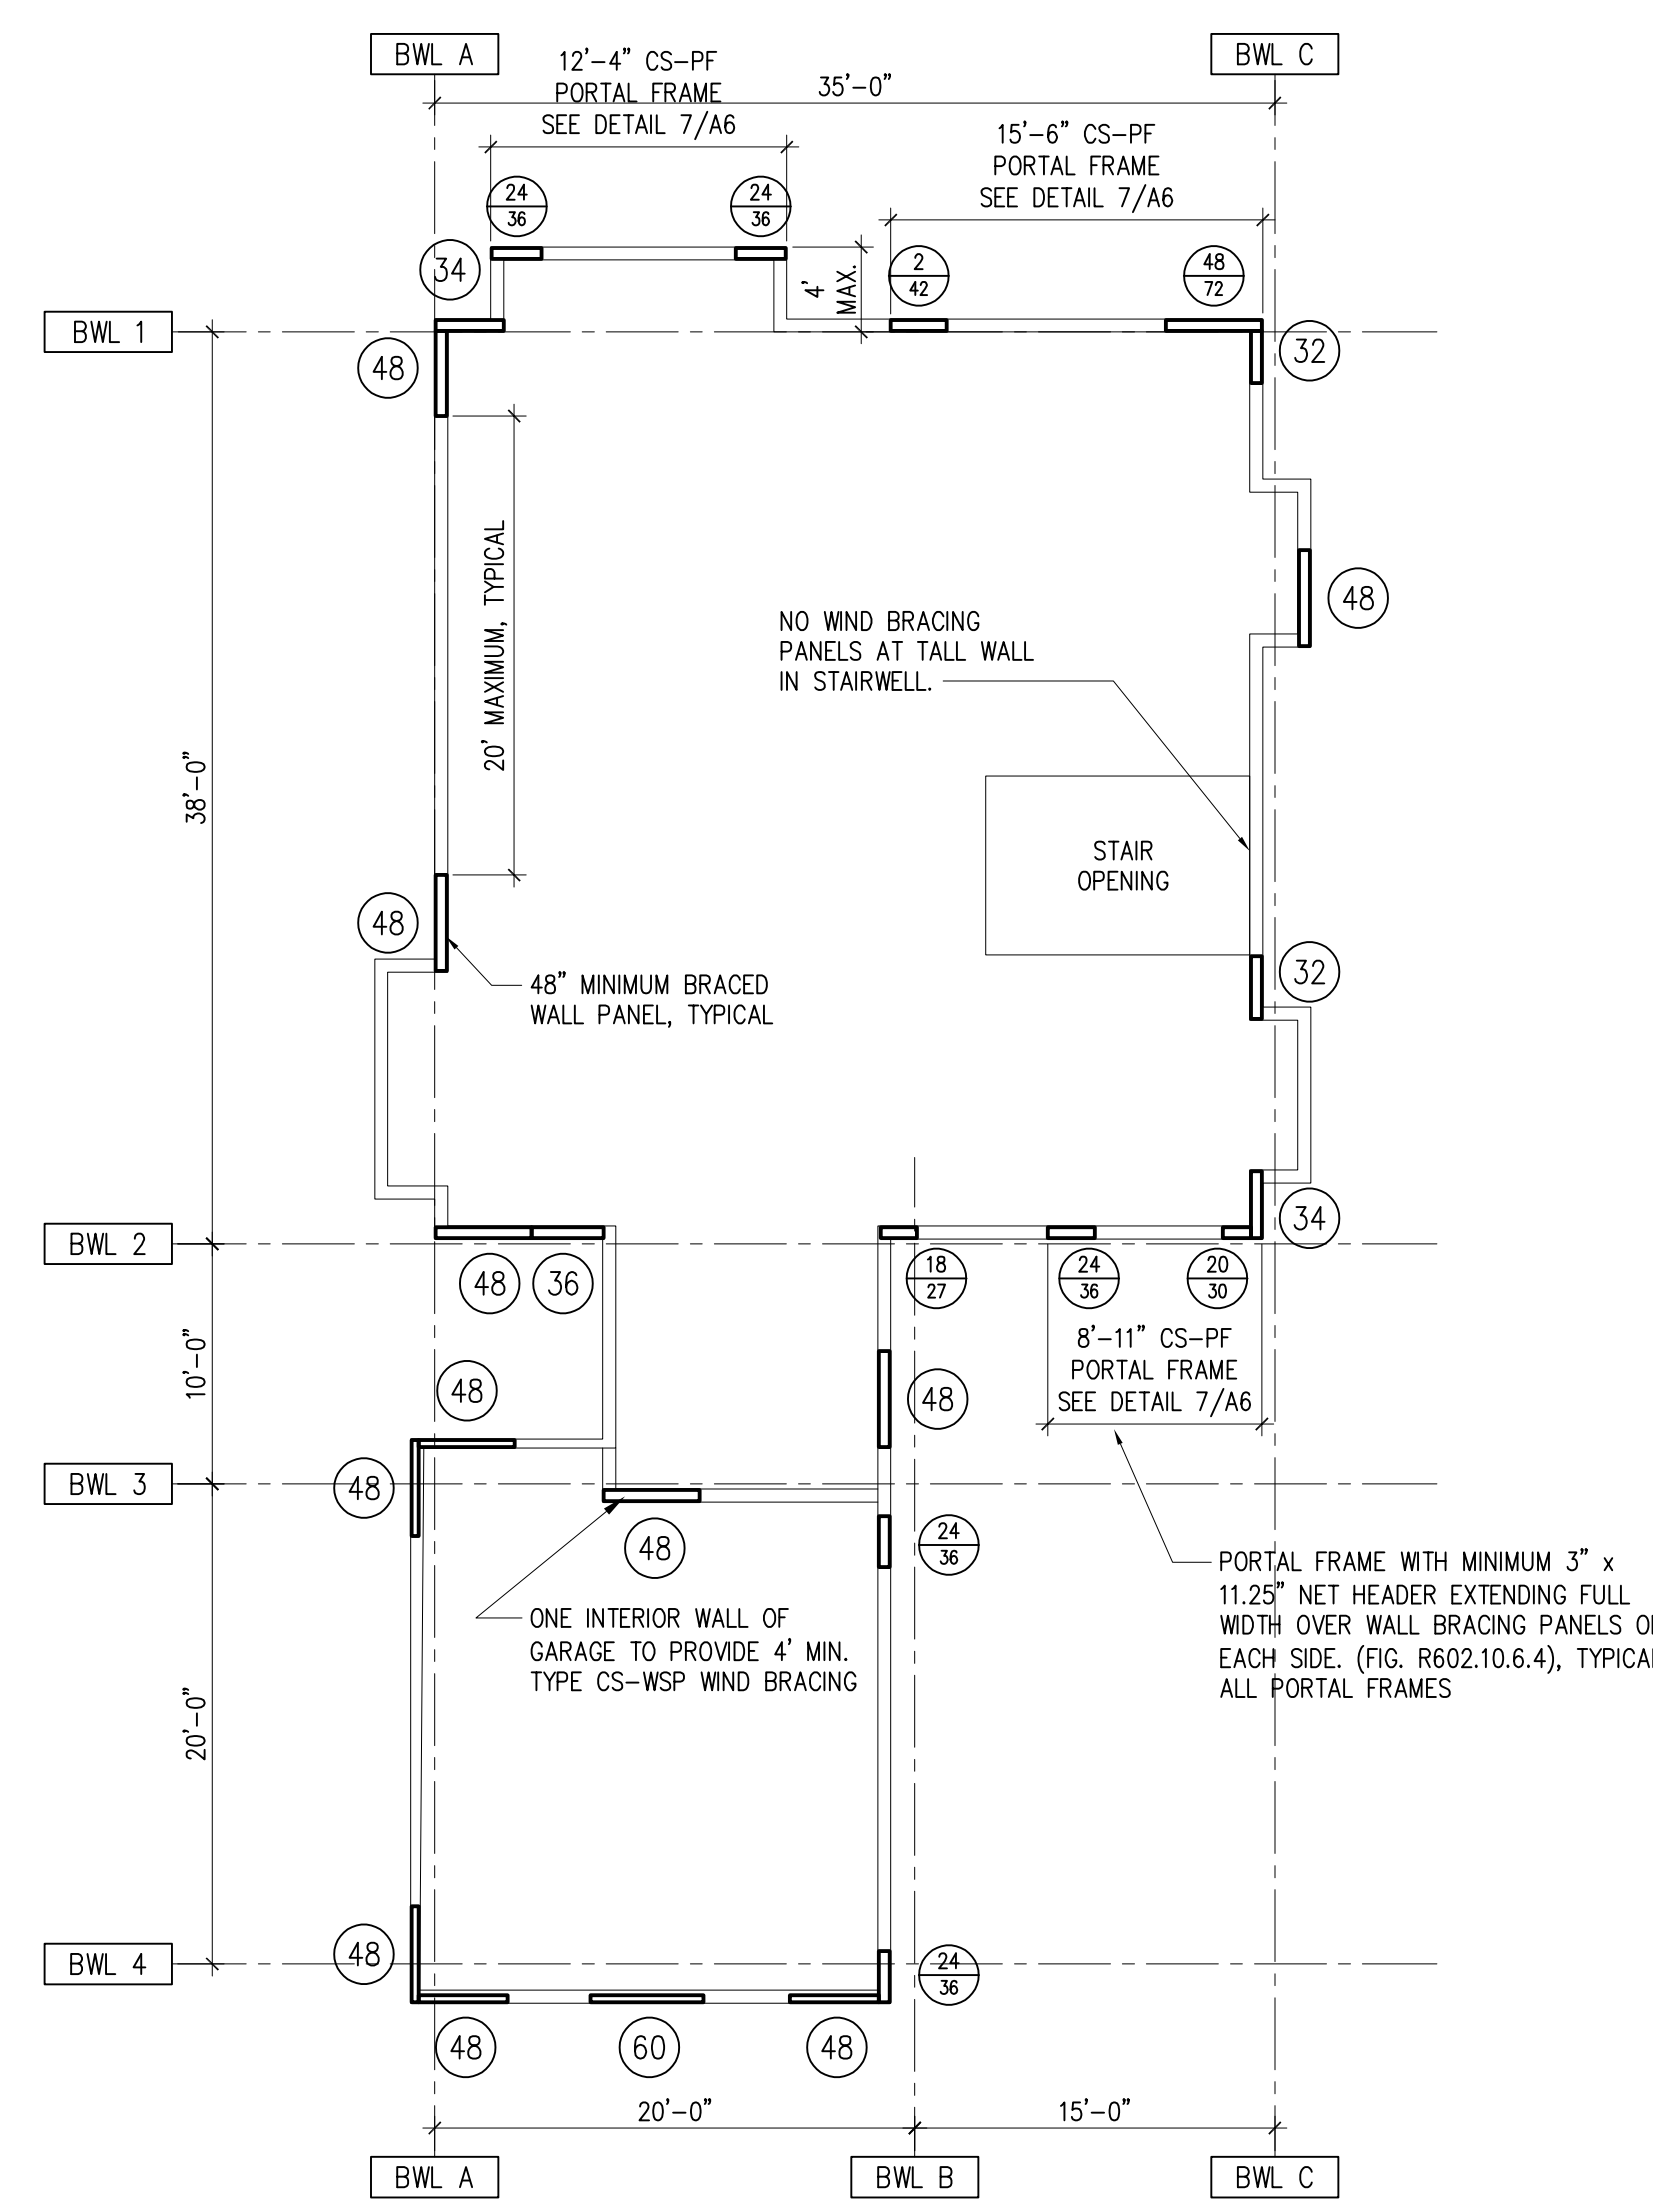 BWL A
BWL C
12'-4" CS-PF
PORTAL FRAME
SEE DETAIL 7/A6
35'-0"
15'-6" CS-PF
PORTAL FRAME
SEE DETAIL 7/A6
24
36
24
36
34
4'
MAX.
2
42
48
72
BWL 1
48
32
20' MAXIMUM, TYPICAL
48
NO WIND BRACING
PANELS AT TALL WALL
IN STAIRWELL.
38'-0"
STAIR
OPENING
48
32
48" MINIMUM BRACED
WALL PANEL, TYPICAL
34
BWL 2
48
36
18
27
24
36
20
30
8'-11" CS-PF
PORTAL FRAME
SEE DETAIL 7/A6
10'-0"
48
48
BWL 3
48
48
24
36
PORTAL FRAME WITH MINIMUM 3" x
11.25" NET HEADER EXTENDING FULL
WIDTH OVER WALL BRACING PANELS
EACH SIDE. (FIG. R602.10.6.4),
ALL PORTAL FRAMES
ONE INTERIOR WALL OF
GARAGE TO PROVIDE 4' MIN.
TYPE CS-WSP WIND BRACING
20'-0"
BWL 4
48
24
36
48
60
48
20'-0"
15'-0"
BWL A
BWL B
BWL C